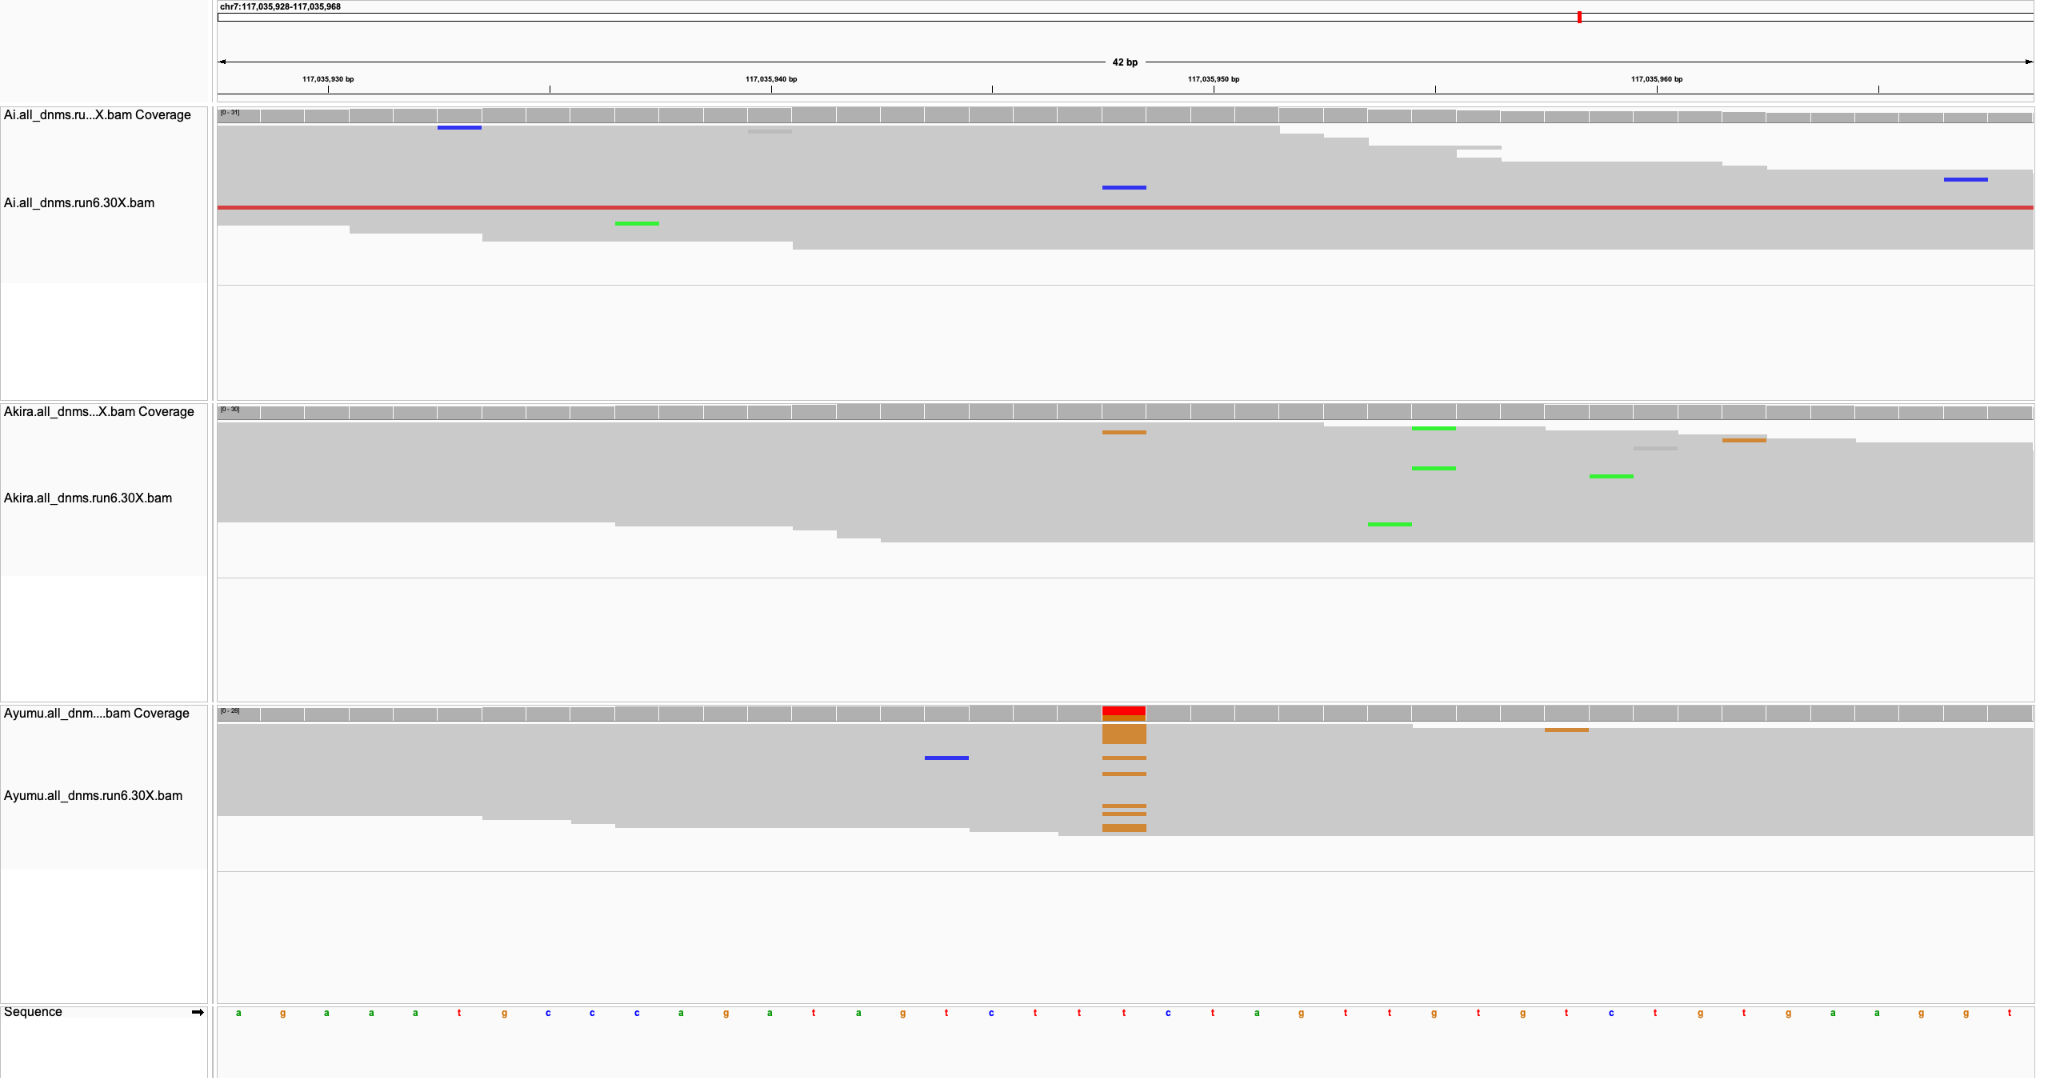 chr7:117,035,928-117,035,968
42 bp
117,035,930 bp 117,035,940 bp 117,035,950 bp 117,035,960 bp
Ai.all_dnms.ru...X.bam Coverage
[0 - 31]
Ai.all_dnms.run6.30X.bam
Akira.all_dnms...X.bam Coverage
[0 - 30]
Akira.all_dnms.run6.30X.bam
Ayumu.all_dnm....bam Coverage
[0 - 28]
Ayumu.all_dnms.run6.30X.bam
Sequence a g a a a t g c c c a g a t a g t c t t t c t a g t t g t g t c t g t g a a g g t